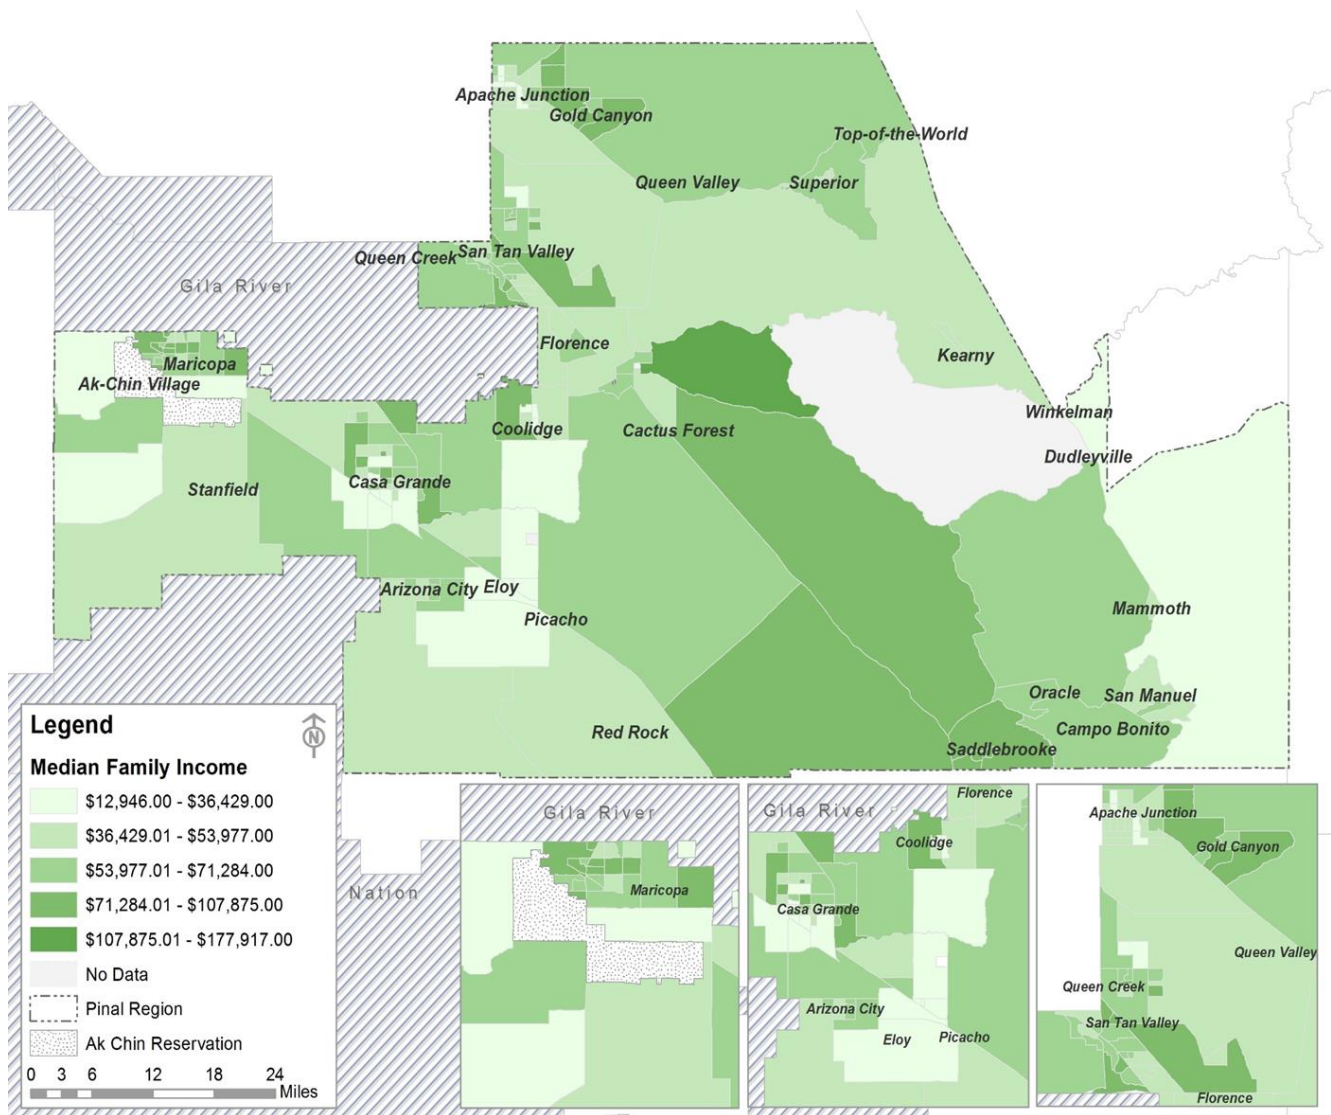 Apache Junction
Gold Canyon
Top-of-the-World
Queen Valley
Superior
Queen Creek
San Tan Valley
Gila River
Florence
Kearny
Maricopa
Ak-Chin Village
Winkelman
Coolidge
Cactus Forest
Dudleyville
Casa Grande
Stanfield
Arizona City
Eloy
Picacho
Mammoth
Oracle
San Manuel
Red Rock
Campo Bonito
Saddlebrooke
Legend
N
Median Family Income
$12,946.00 - $36,429.00
$36,429.01 - $53,977.00
$53,977.01 - $71,284.00
$71,284.01 - $107,875.00
$107,875.01 - $177,917.00
No Data
Pinal Region
Ak Chin Reservation
0 3 6 12 18 24
Miles
Nation
Gila River
Maricopa
Gila River
Florence
Coolidge
Casa Grande
Arizona City
Eloy
Picacho
Apache Junction
Gold Canyon
Queen Valley
Queen Creek
San Tan Valley
Florence